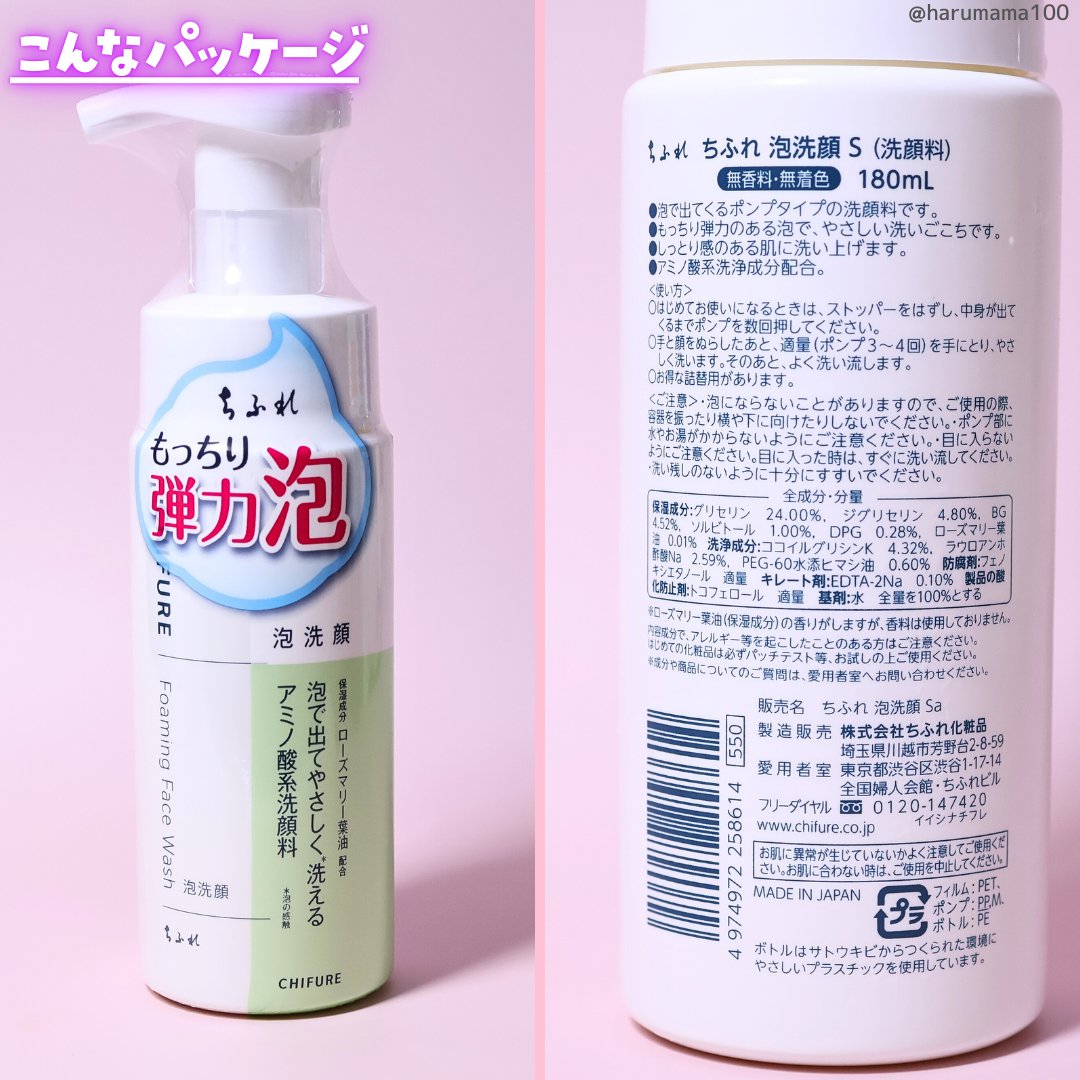 こんなパッケージ
ちふれ
もっちり
弾力泡
FURE
泡洗顔
Foaming Face Wash 泡洗顔
保湿成分 ローズマリー葉油 配合
泡で出てやさしく*洗える
アミノ酸系洗顔料
*泡の感触
ちふれ
CHIFURE
@harumama100
ちふれ ちふれ 泡洗顔 S (洗顔料)
無香料・無着色 180mL
●泡で出てくるポンプタイプの洗顔料です。
●もっちり弾力のある泡で、やさしい洗いごこちです。
●しっとり感のある肌に洗い上げます。
●アミノ酸系洗浄成分配合。
<使い方>
○はじめてお使いになるときは、ストッパーをはずし、中身が出て
くるまでポンプを数回押してください。
○手と顔をぬらしたあと、適量(ポンプ3〜4回)を手にとり、やさ
しく洗います。そのあと、よく洗い流します。
○お得な詰替用があります。
<ご注意>・泡にならないことがありますので、ご使用の際、
容器を振ったり横や下に向けたりしないでください。・ポンプ部に
水やお湯がかからないようにご注意ください。・目に入らない
ようにご注意ください。目に入った時は、すぐに洗い流してください。
・洗い残しのないように十分にすすいでください。
全成分・分量
保湿成分:グリセリン 24.00%, ジグリセリン 4.80%, BG
4.52%, ソルビトール 1.00%, DPG 0.28%, ローズマリー葉
油 0.01% 洗浄成分:ココイルグリシンK 4.32%, ラウロアンホ
酢酸Na 2.59%, PEG-60水添ヒマシ油 0.60% 防腐剤:フェノ
キシエタノール 適量 キレート剤:EDTA-2Na 0.10% 製品の酸
化防止剤:トコフェロール 適量 基剤:水 全量を100%とする
※ローズマリー葉油(保湿成分)の香りがしますが、香料は使用しておりません。
内容成分で、アレルギー等を起こしたことのある方はご注意ください。
はじめての化粧品は必ずパッチテスト等、お試しの上ご使用ください。
※成分や商品についてのご質問は、愛用者室へお問い合わせください。
販売名 ちふれ 泡洗顔 Sa
製造販売 株式会社ちふれ化粧品
埼玉県川越市芳野台2-8-59
愛用者室 東京都渋谷区渋谷1-17-14
全国婦人会館・ちふれビル
フリーダイヤル 0120-147420
イイシナチフレ
www.chifure.co.jp
お肌に異常が生じていないかよく注意してご使用くだ
さい。お肌に合わない時は、ご使用を中止してください。
MADE IN JAPAN
プラ
フィルム:PET、
ポンプ:PP,M、
ボトル:PE
ボトルはサトウキビからつくられた環境に
やさしいプラスチックを使用しています。
4 974972 258614 550